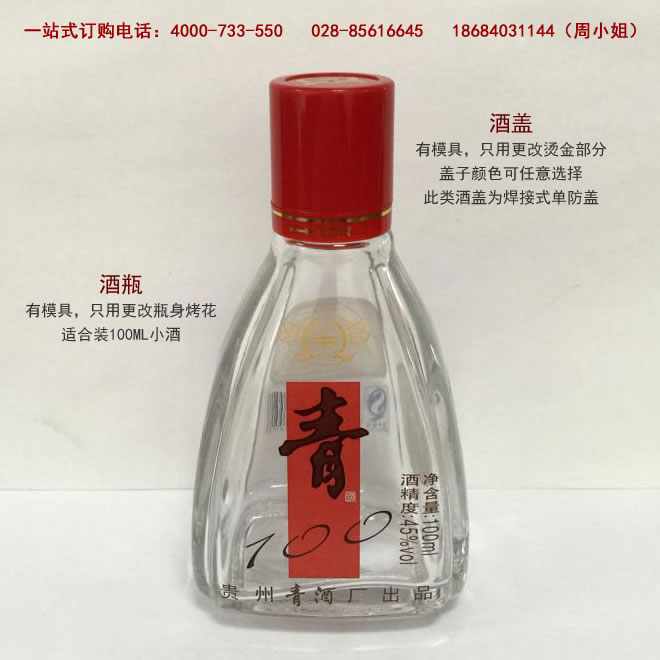 一站式订购电话：4000-733-550 028-85616645 18684031144（周小姐）
酒盖
有模具，只用更改烫金部分
盖子颜色可任意选择
此类酒盖为焊接式单防盖
酒瓶
有模具，只用更改瓶身烤花
适合装100ML小酒
青
100
净含量:100ml
酒精度:45%vol
贵州青酒厂出品